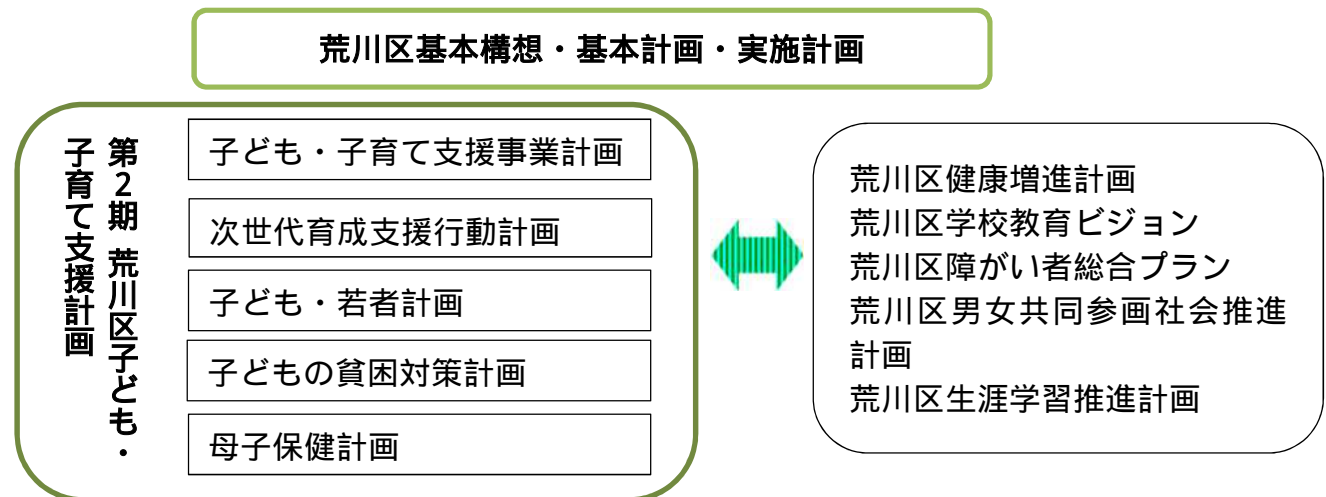 荒川区基本構想・基本計画・実施計画
第2期 荒川区子ども・
子育て支援計画
子ども・子育て支援事業計画
次世代育成支援行動計画
子ども・若者計画
子どもの貧困対策計画
母子保健計画
荒川区健康増進計画
荒川区学校教育ビジョン
荒川区障がい者総合プラン
荒川区男女共同参画社会推進
計画
荒川区生涯学習推進計画